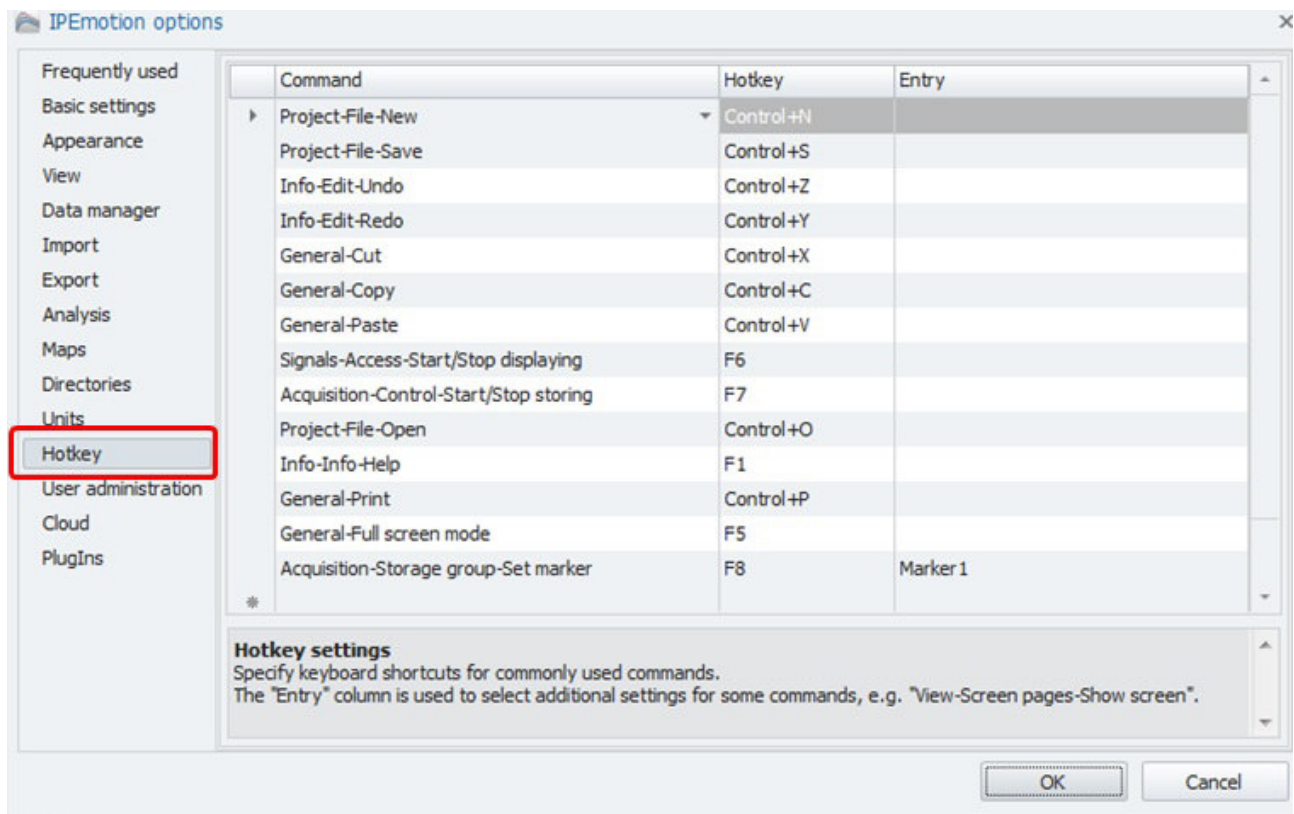 IPEmotion options
Frequently used
Basic settings
Appearance
View
Data manager
Import
Export
Analysis
Maps
Directories
Units
Hotkey
User administration
Cloud
PlugIns
Command Hotkey Entry
Project-File-New Control+N
Project-File-Save Control+S
Info-Edit-Undo Control+Z
Info-Edit-Redo Control+Y
General-Cut Control+X
General-Copy Control+C
General-Paste Control+V
Signals-Access-Start/Stop displaying F6
Acquisition-Control-Start/Stop storing F7
Project-File-Open Control+O
Info-Info-Help F1
General-Print Control+P
General-Full screen mode F5
Acquisition-Storage group-Set marker F8 Marker1
Hotkey settings
Specify keyboard shortcuts for commonly used commands.
The "Entry" column is used to select additional settings for some commands, e.g. "View-Screen pages-Show screen".
OK Cancel